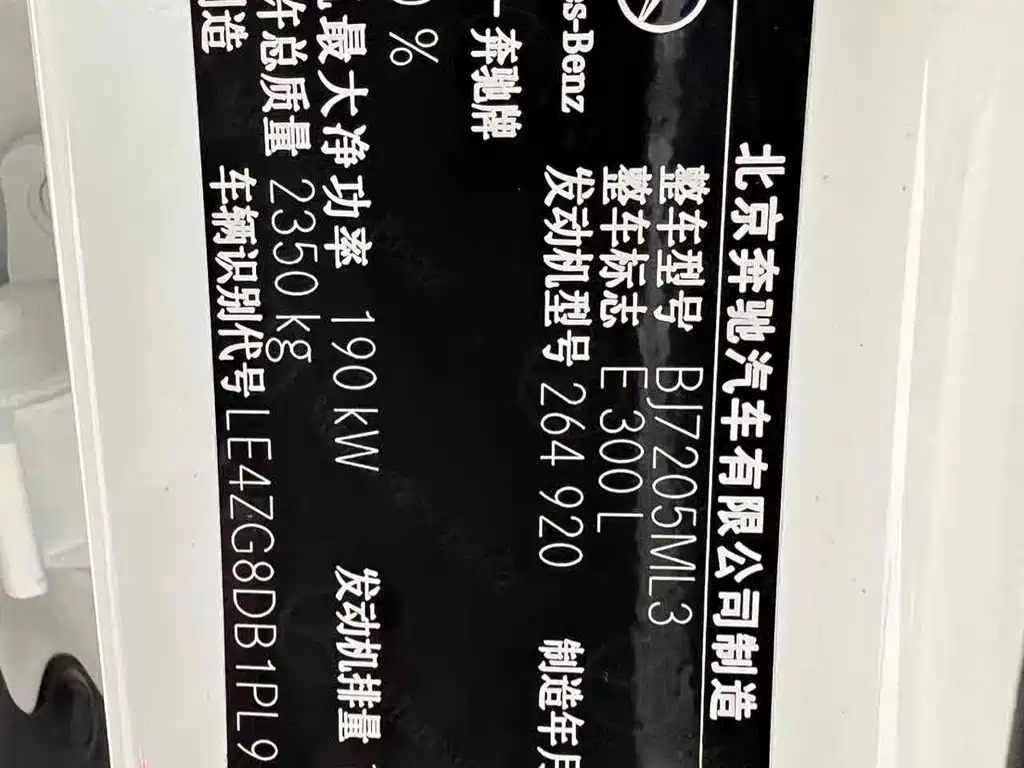 北京奔驰汽车有限公司制造
整车型号 BJ7205ML3
整车标志 E 300 L
s-Benz 发动机型号 264 920 制造年月
奔驰牌
%
最大净功率 190 kW 发动机排量
许总质量 2350 kg
制造 车辆识别代号 LE4ZG8DB1PL9